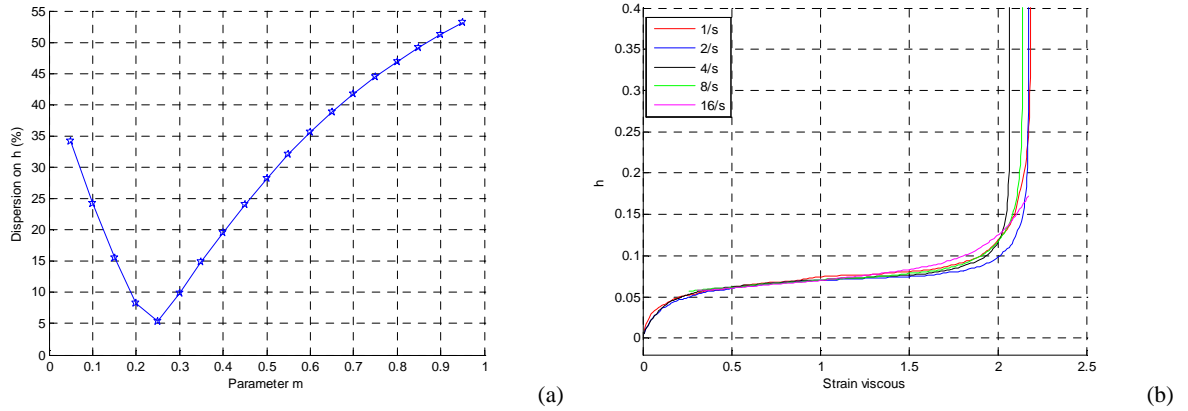 55
50
45
40
35
30
25
20
15
10
5
0
Dispersion on h (%)
0 0.1 0.2 0.3 0.4 0.5 0.6 0.7 0.8 0.9 1
Parameter m
(a)
0.4
0.35
0.3
0.25
0.2
0.15
0.1
0.05
0
h
1/s
2/s
4/s
8/s
16/s
0 0.5 1 1.5 2 2.5
Strain viscous
(b)